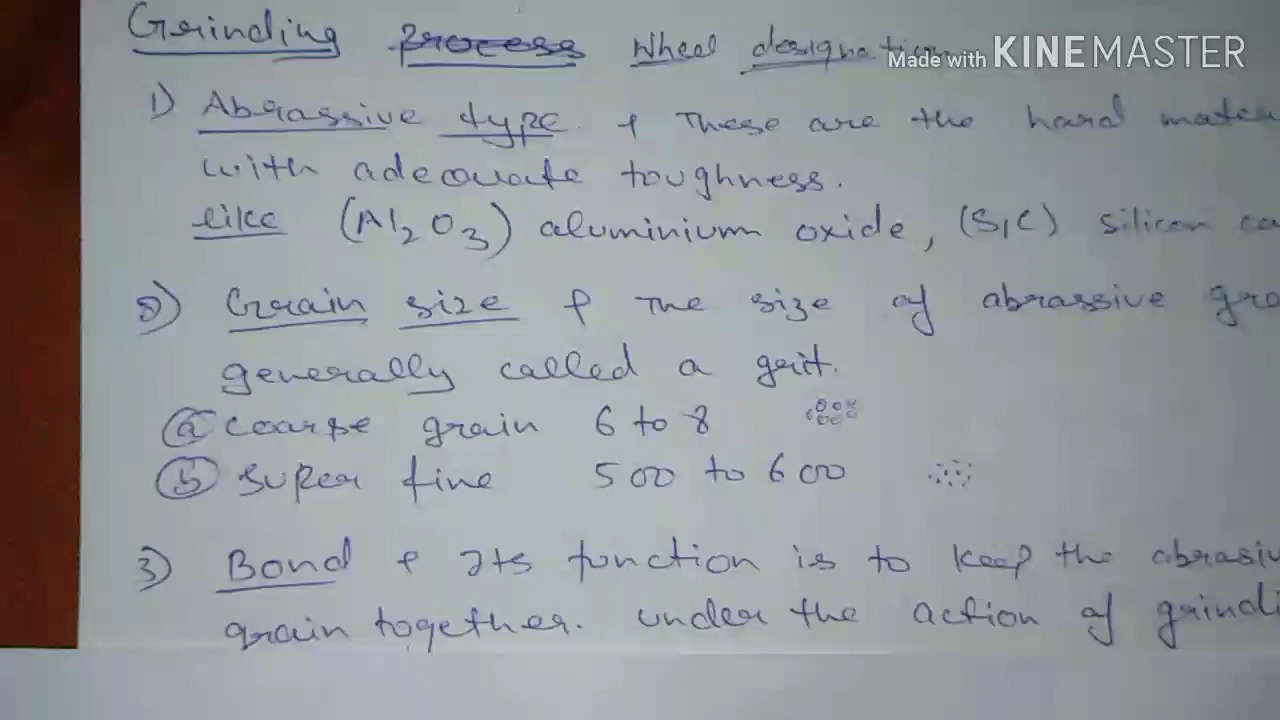 Grinding process Wheel designation
Made with KINEMASTER
1) Abrassive type : These are the hard mate
with adequate toughness.
like (Al2O3) aluminium oxide, (SiC) silicon ca
2) Grain size : The size of abrassive gra
generally called a grit.
(a) coarse grain 6 to 8
(b) super fine 500 to 600
3) Bond : Its function is to keep the abrasiv
grain together. under the action of grindi